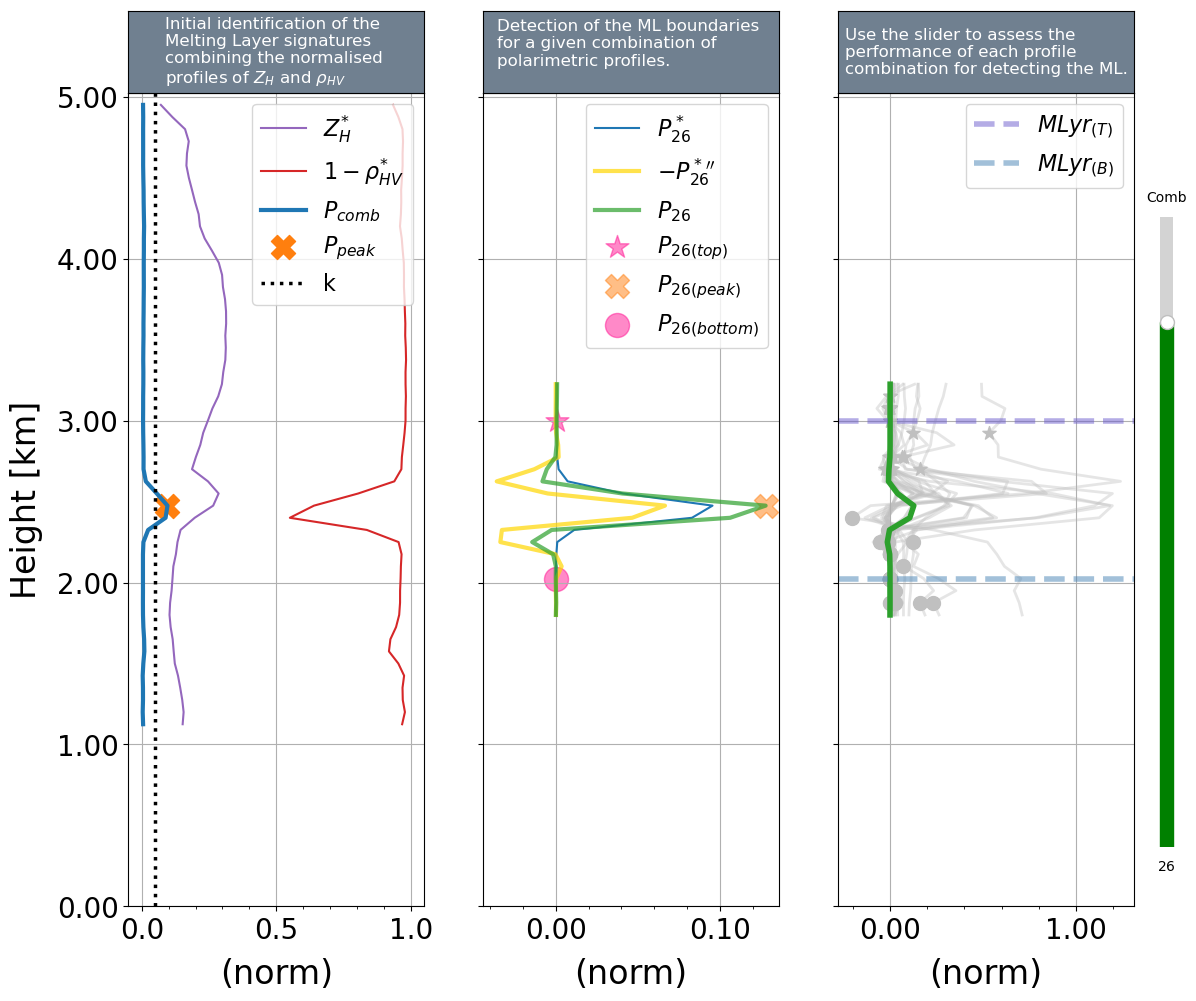 Initial identification of the
Melting Layer signatures
combining the normalised
profiles of Z_H and ρ_HV
Detection of the ML boundaries
for a given combination of
polarimetric profiles.
Use the slider to assess the
performance of each profile
combination for detecting the ML.
Z_H^*
1 − ρ_HV^*
P_comb
P_peak
k
P_26^*
−P_26^*″
P_26
P_26(top)
P_26(peak)
P_26(bottom)
MLyr_(T)
MLyr_(B)
Comb
26
Height [km]
5.00
4.00
3.00
2.00
1.00
0.00
0.0 0.5 1.0
(norm)
0.00 0.10
(norm)
0.00 1.00
(norm)